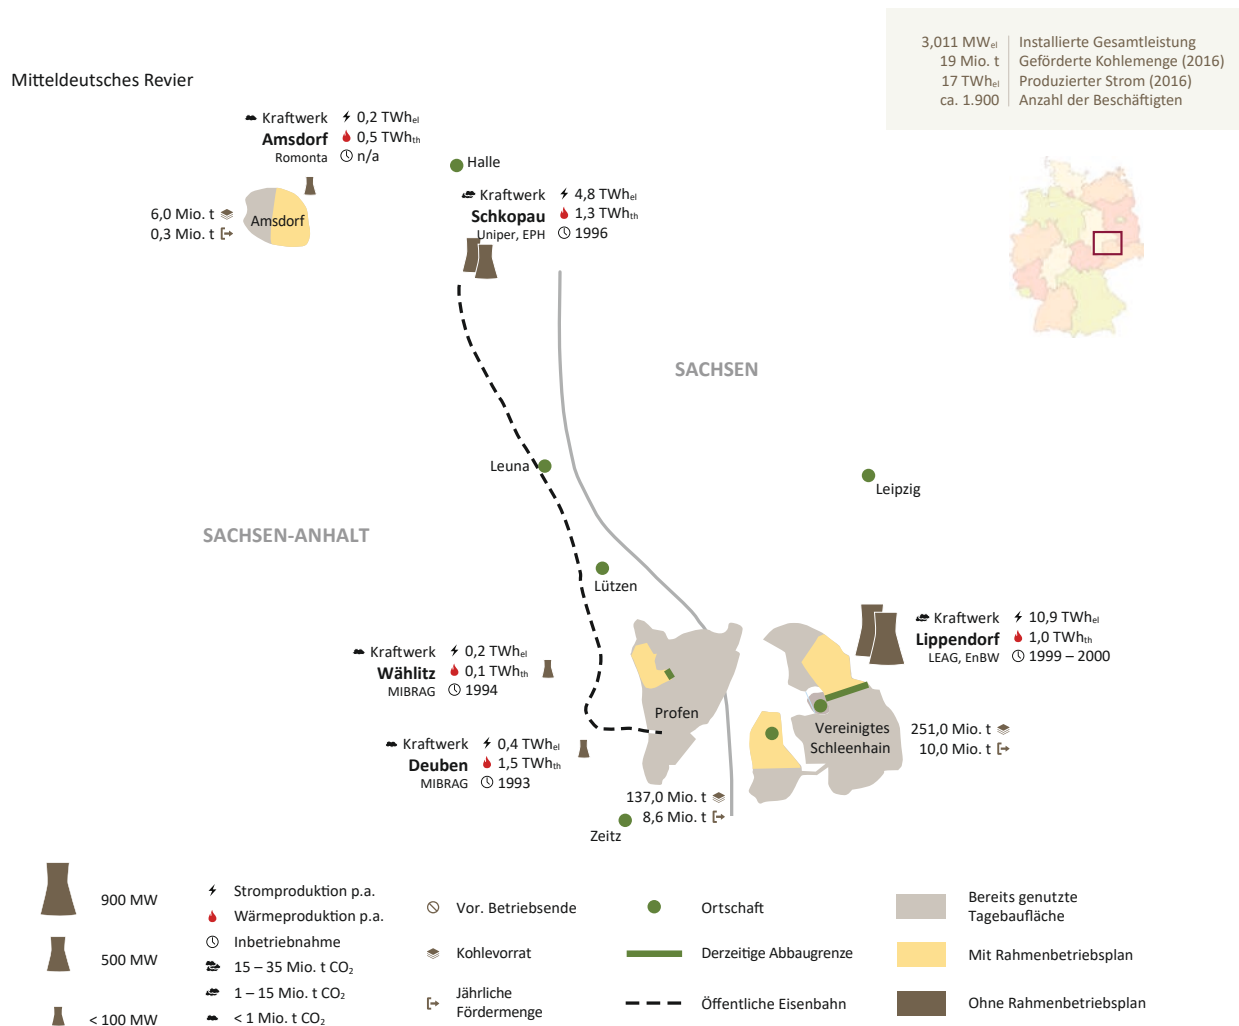 Mitteldeutsches Revier
3,011 MWel Installierte Gesamtleistung
19 Mio. t Geförderte Kohlemenge (2016)
17 TWhel Produzierter Strom (2016)
ca. 1.900 Anzahl der Beschäftigten
Kraftwerk 0,2 TWhel
Amsdorf 0,5 TWhth
Romonta n/a
Halle
6,0 Mio. t
0,3 Mio. t
Amsdorf
Kraftwerk 4,8 TWhel
Schkopau 1,3 TWhth
Uniper, EPH 1996
SACHSEN
Leuna
Leipzig
SACHSEN-ANHALT
Lützen
Kraftwerk 10,9 TWhel
Lippendorf 1,0 TWhth
LEAG, EnBW 1999 – 2000
Kraftwerk 0,2 TWhel
Wählitz 0,1 TWhth
MIBRAG 1994
Profen
Vereinigtes
Schleenhain
251,0 Mio. t
10,0 Mio. t
Kraftwerk 0,4 TWhel
Deuben 1,5 TWhth
MIBRAG 1993
137,0 Mio. t
8,6 Mio. t
Zeitz
900 MW
500 MW
< 100 MW
Stromproduktion p.a.
Wärmeproduktion p.a.
Inbetriebnahme
15 – 35 Mio. t CO₂
1 – 15 Mio. t CO₂
< 1 Mio. t CO₂
Vor. Betriebsende
Kohlevorrat
Jährliche
Fördermenge
Ortschaft
Derzeitige Abbaugrenze
Öffentliche Eisenbahn
Bereits genutzte
Tagebaufläche
Mit Rahmenbetriebsplan
Ohne Rahmenbetriebsplan